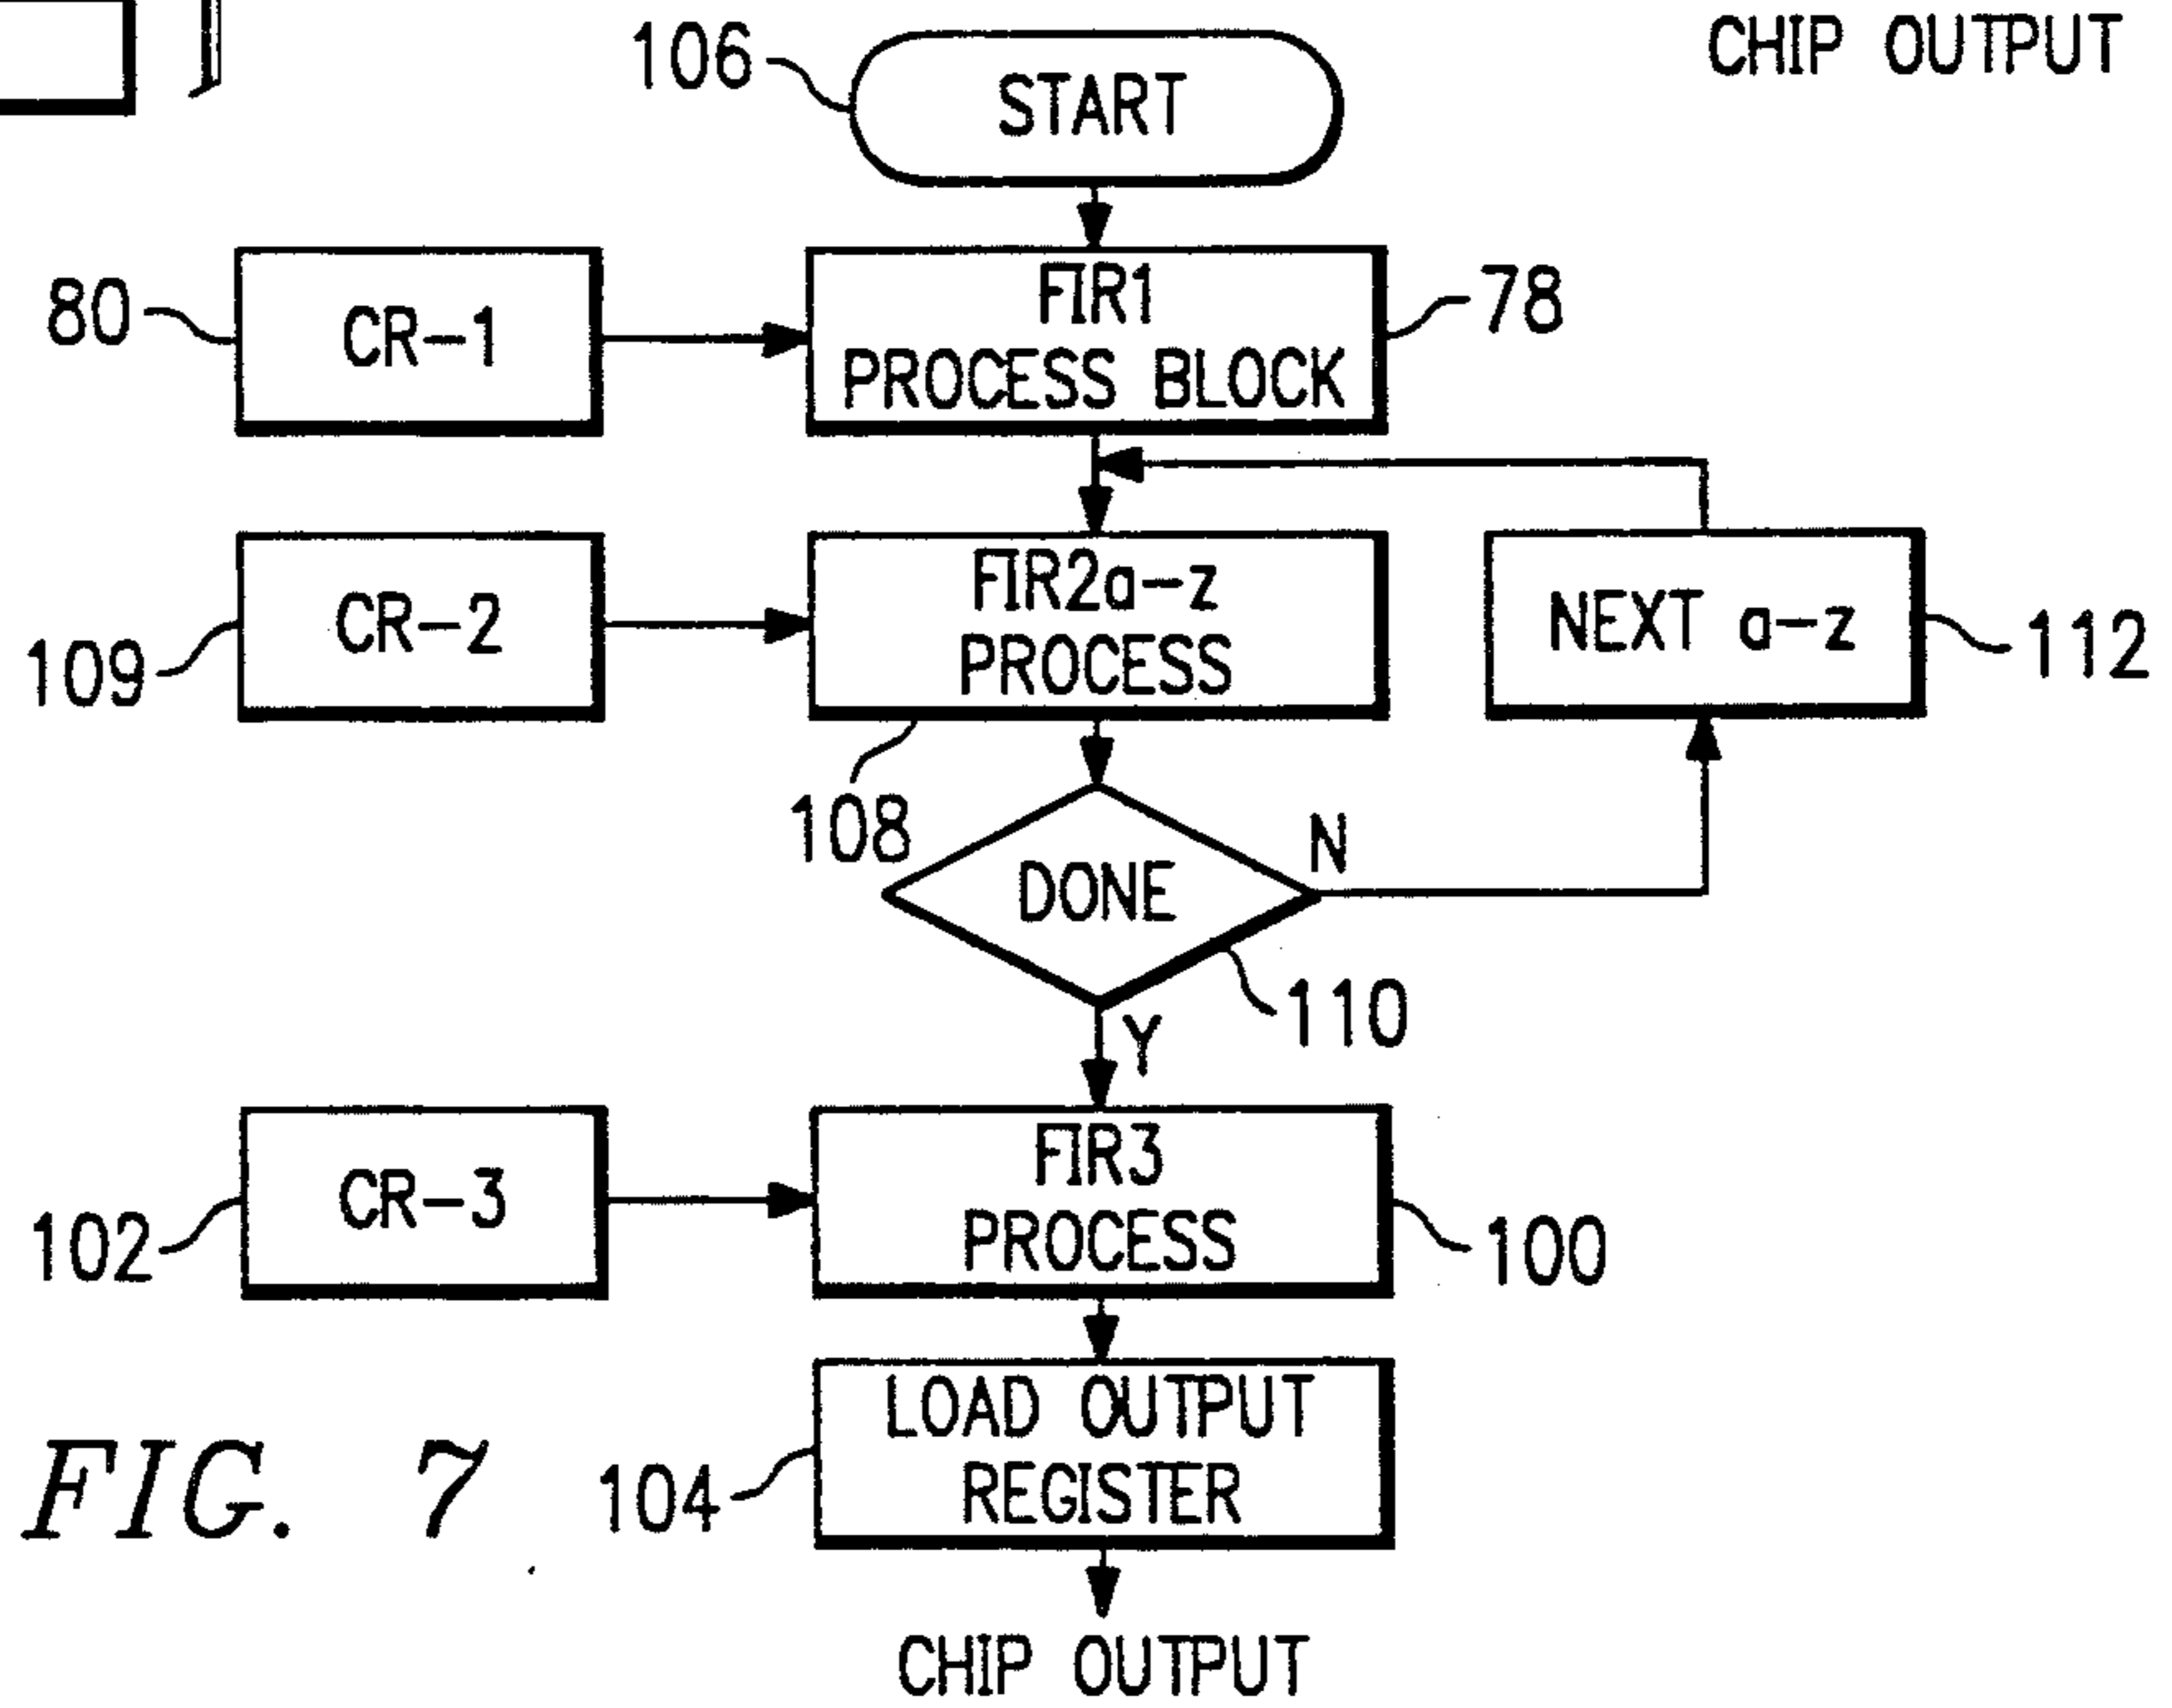 CHIP OUTPUT
106
START
80
CR-1
FIR1
PROCESS BLOCK
78
109
CR-2
FIR2a-z
PROCESS
NEXT a-z
112
108
DONE
N
110
Y
102
CR-3
FIR3
PROCESS
100
LOAD OUTPUT
REGISTER
104
FIG. 7
CHIP OUTPUT